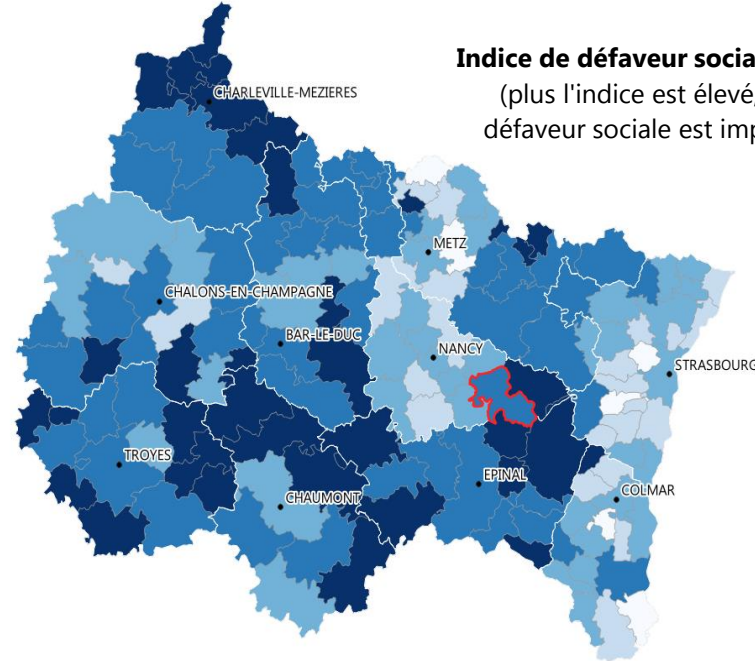 Indice de défaveur socia
(plus l'indice est élevé,
défaveur sociale est imp
CHARLEVILLE-MEZIERES
METZ
CHALONS-EN-CHAMPAGNE
BAR-LE-DUC
NANCY
STRASBOURG
TROYES
EPINAL
CHAUMONT
COLMAR